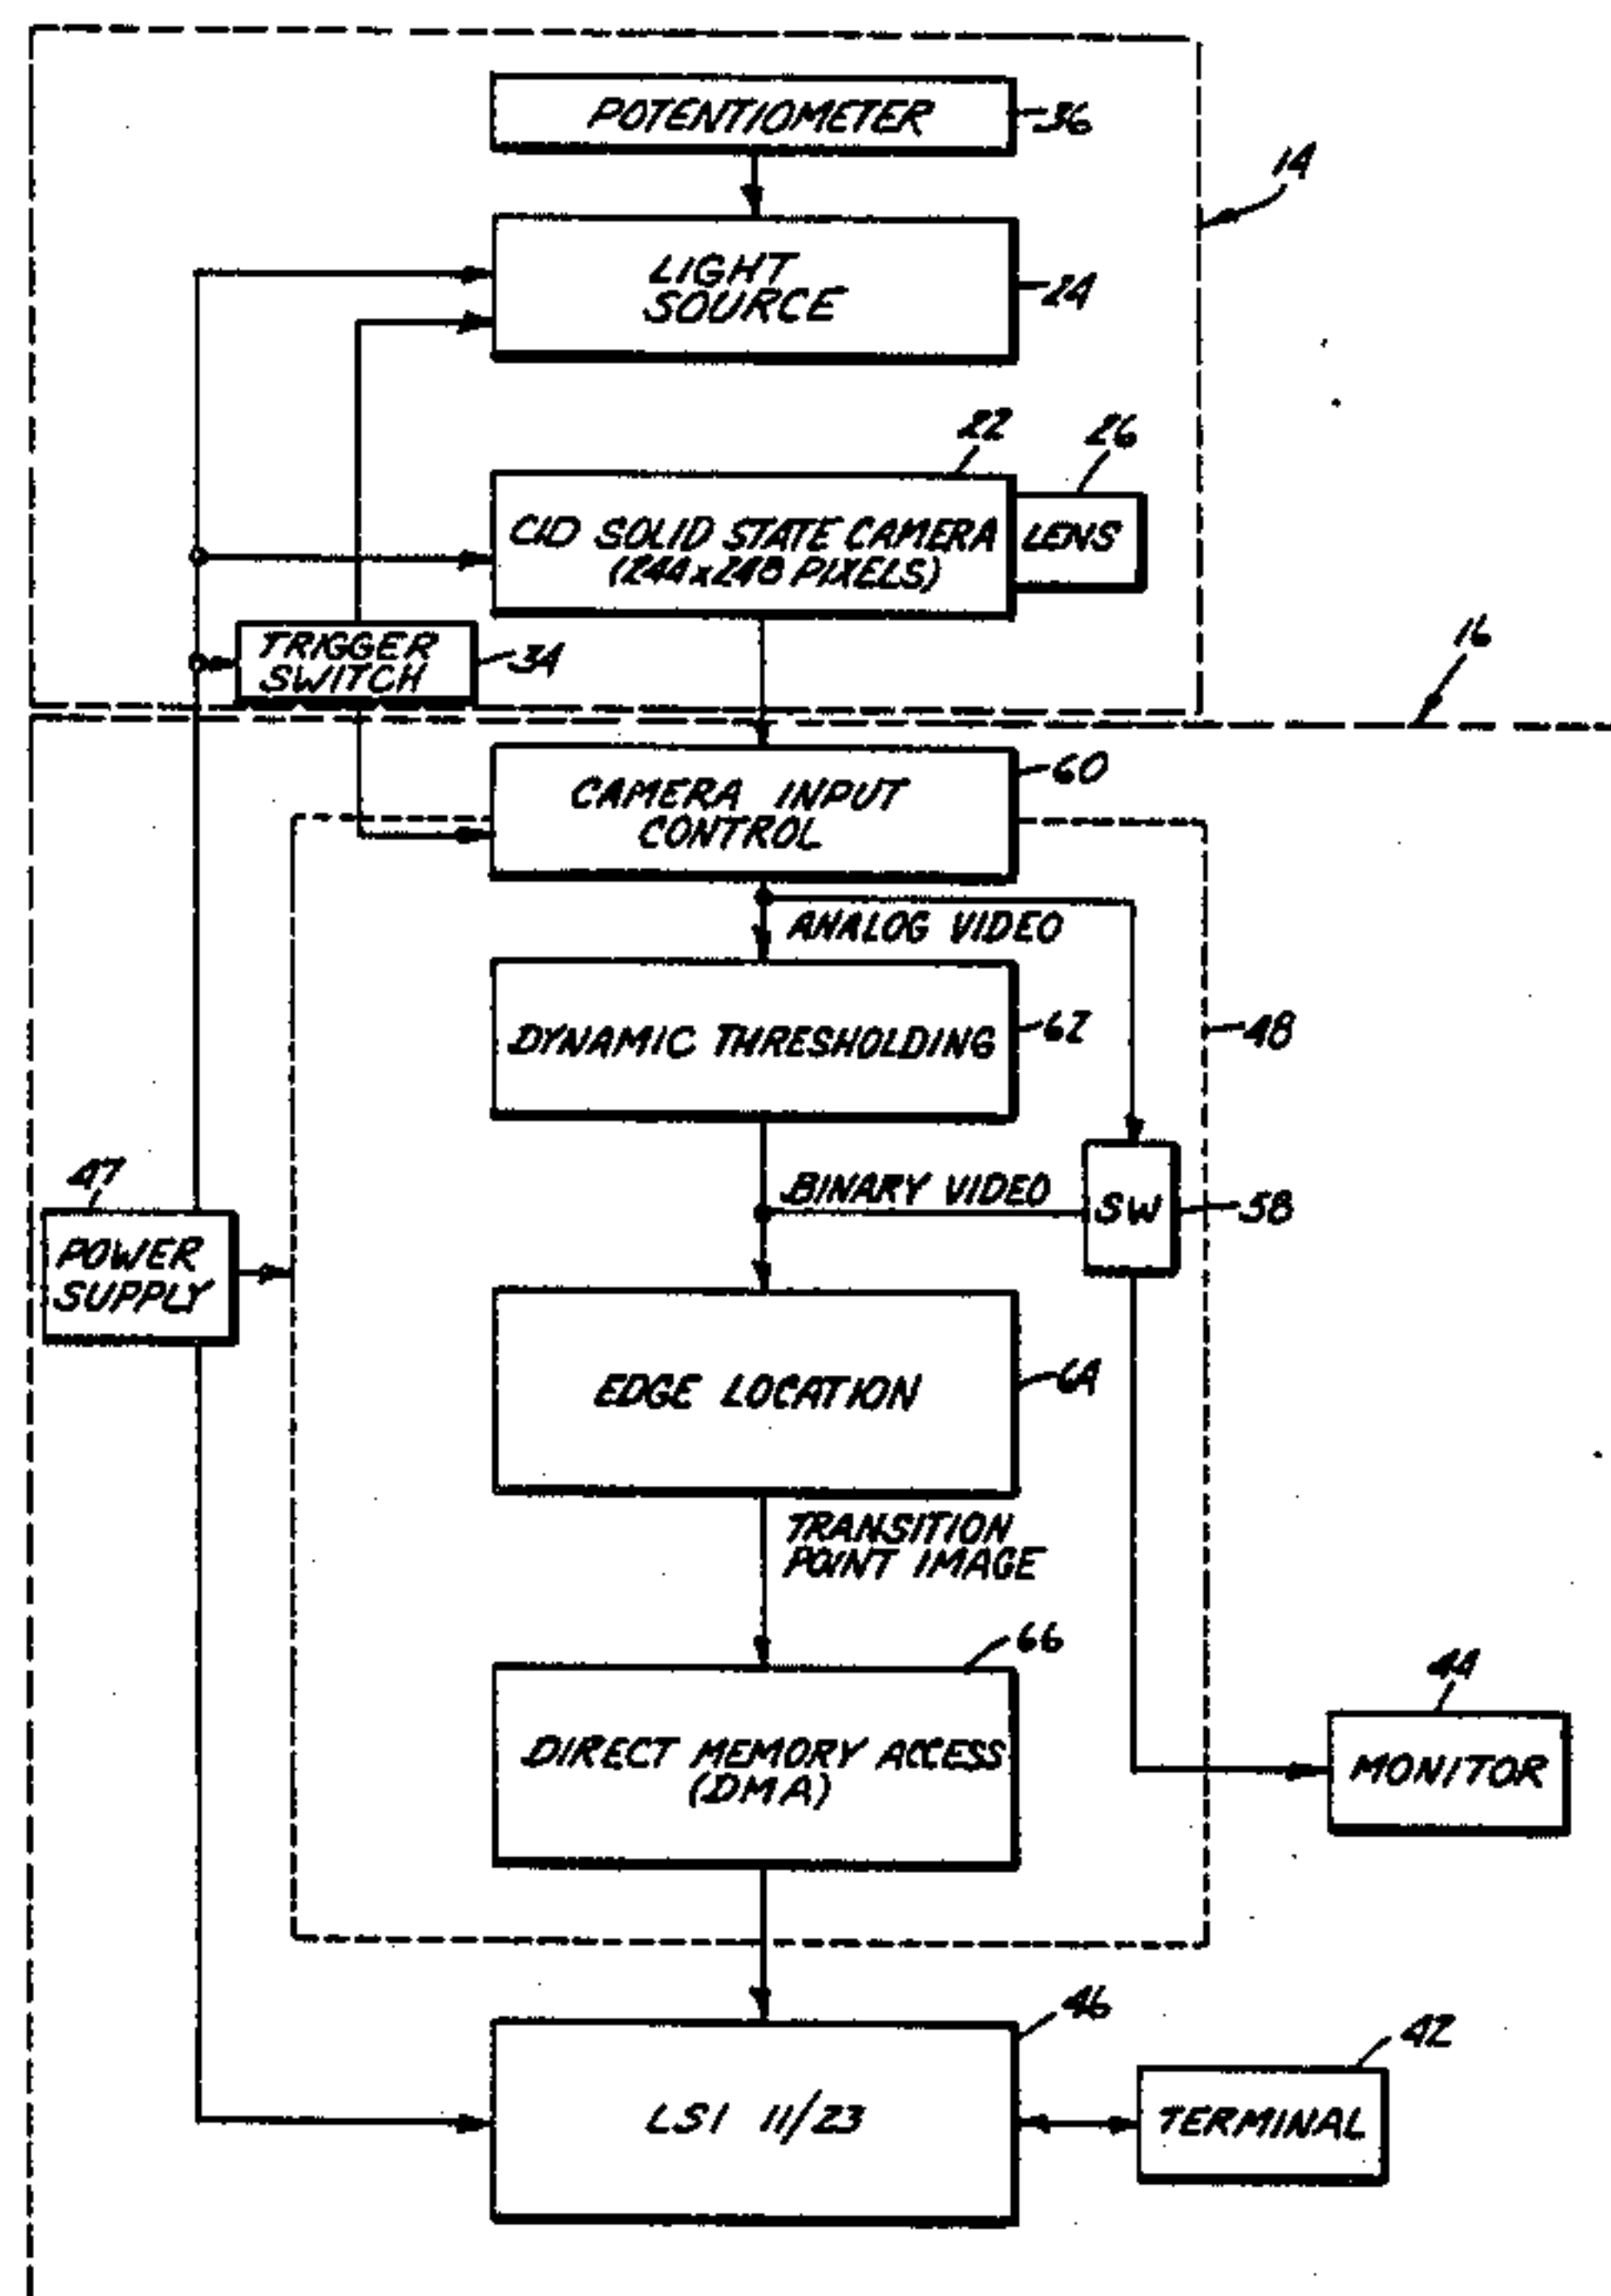 POTENTIOMETER
36
14
LIGHT
SOURCE
24
22
26
CID SOLID STATE CAMERA
(244x248 PIXELS)
LENS
16
TRIGGER
SWITCH
34
CAMERA INPUT
CONTROL
60
ANALOG VIDEO
DYNAMIC THRESHOLDING
62
48
47
BINARY VIDEO
SW
58
POWER
SUPPLY
EDGE LOCATION
64
TRANSITION
POINT IMAGE
66
44
DIRECT MEMORY ACCESS
(DMA)
MONITOR
46
42
LSI 11/23
TERMINAL